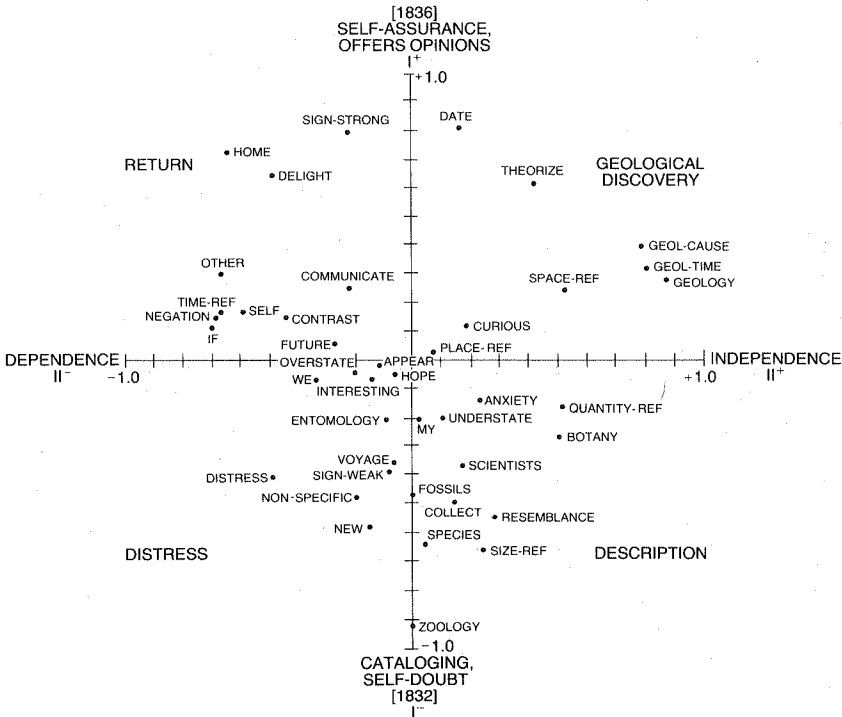 [1836]
SELF-ASSURANCE,
OFFERS OPINIONS
I+
+1.0
SIGN-STRONG
DATE
HOME
RETURN
DELIGHT
THEORIZE
GEOLOGICAL
DISCOVERY
GEOL-CAUSE
OTHER
GEOL-TIME
COMMUNICATE
SPACE-REF
GEOLOGY
TIME-REF
SELF
NEGATION
CONTRAST
CURIOUS
IF
FUTURE
PLACE-REF
DEPENDENCE
OVERSTATE
APPEAR
INDEPENDENCE
II−
−1.0
WE
HOPE
+1.0
II+
INTERESTING
ANXIETY
QUANTITY-REF
ENTOMOLOGY
MY
UNDERSTATE
BOTANY
VOYAGE
SCIENTISTS
DISTRESS
SIGN-WEAK
FOSSILS
NON-SPECIFIC
COLLECT
RESEMBLANCE
NEW
SPECIES
DISTRESS
SIZE-REF
DESCRIPTION
ZOOLOGY
−1.0
CATALOGING,
SELF-DOUBT
[1832]
I−